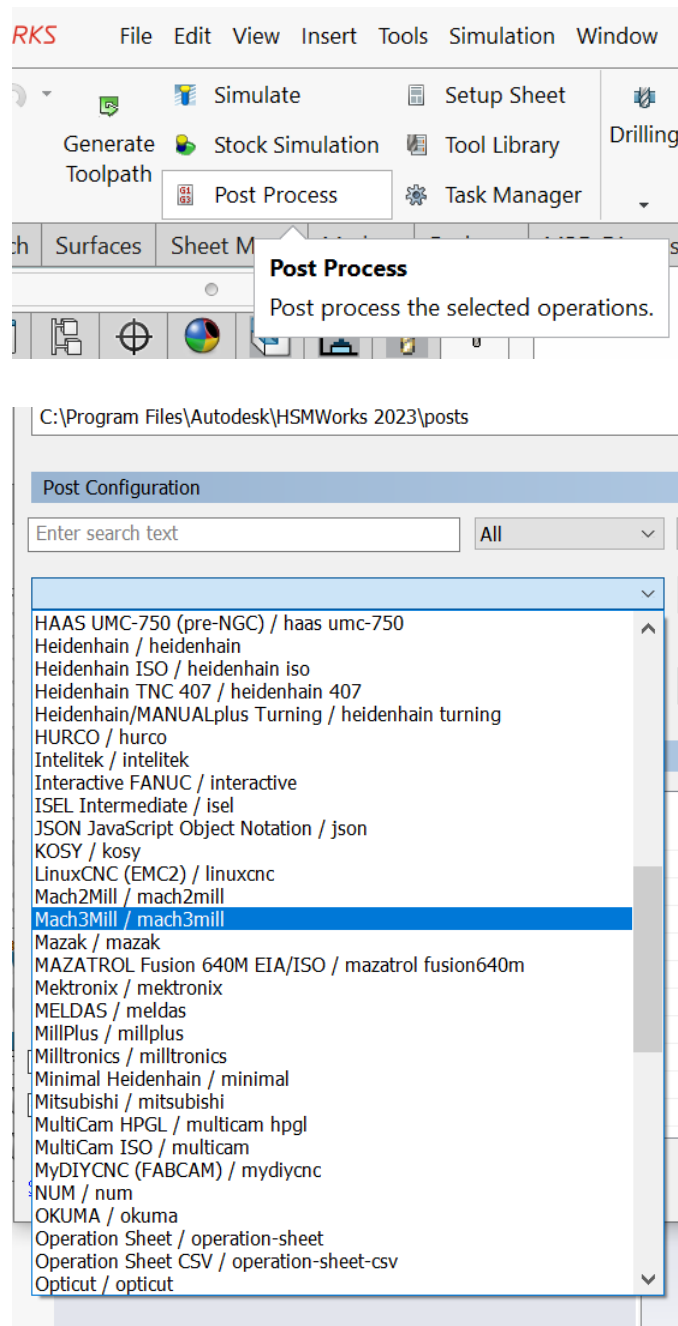 RKS File Edit View Insert Tools Simulation Window
Simulate Setup Sheet
Generate Toolpath Stock Simulation Tool Library Drilling
G1 G3 Post Process Task Manager
ch Surfaces Sheet M
Post Process
Post process the selected operations.
C:\Program Files\Autodesk\HSMWorks 2023\posts
Post Configuration
Enter search text All
HAAS UMC-750 (pre-NGC) / haas umc-750
Heidenhain / heidenhain
Heidenhain ISO / heidenhain iso
Heidenhain TNC 407 / heidenhain 407
Heidenhain/MANUALplus Turning / heidenhain turning
HURCO / hurco
Intelitek / intelitek
Interactive FANUC / interactive
ISEL Intermediate / isel
JSON JavaScript Object Notation / json
KOSY / kosy
LinuxCNC (EMC2) / linuxcnc
Mach2Mill / mach2mill
Mach3Mill / mach3mill
Mazak / mazak
MAZATROL Fusion 640M EIA/ISO / mazatrol fusion640m
Mektronix / mektronix
MELDAS / meldas
MillPlus / millplus
Milltronics / milltronics
Minimal Heidenhain / minimal
Mitsubishi / mitsubishi
MultiCam HPGL / multicam hpgl
MultiCam ISO / multicam
MyDIYCNC (FABCAM) / mydiycnc
NUM / num
OKUMA / okuma
Operation Sheet / operation-sheet
Operation Sheet CSV / operation-sheet-csv
Opticut / opticut